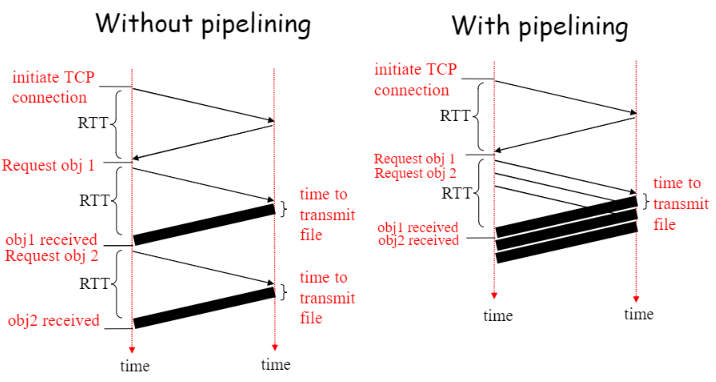 Without pipelining
initiate TCP
connection
RTT
Request obj 1
RTT
time to
transmit
file
obj1 received
Request obj 2
RTT
time to
transmit
file
obj2 received
time
time
With pipelining
initiate TCP
connection
RTT
Request obj 1
Request obj 2
RTT
time to
transmit
file
obj1 received
obj2 received
time
time